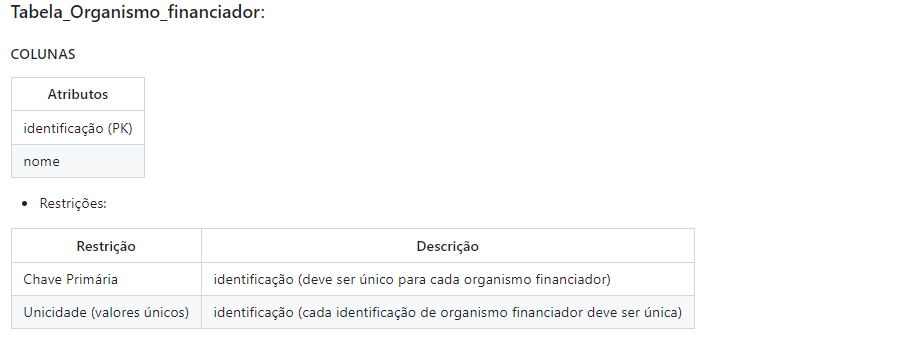 Tabela_Organismo_financiador:
COLUNAS
Atributos
identificação (PK)
nome
Restrições:
Restrição Descrição
Chave Primária identificação (deve ser único para cada organismo financiador)
Unicidade (valores únicos) identificação (cada identificação de organismo financiador deve ser única)